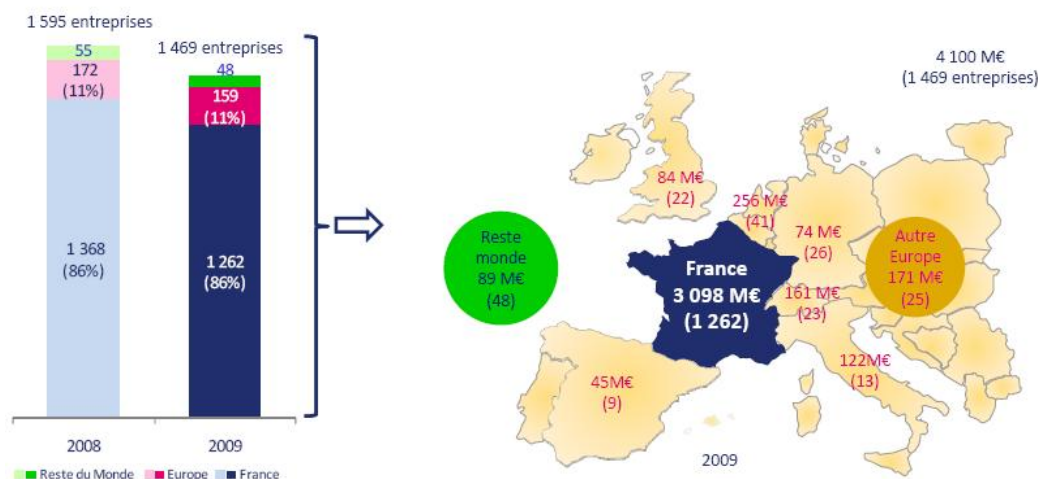 1 595 entreprises
55
172
(11%)
1 368
(86%)
2008
1 469 entreprises
48
159
(11%)
1 262
(86%)
2009
Reste du Monde
Europe
France
4 100 M€
(1 469 entreprises)
84 M€
(22)
256 M€
(41)
74 M€
(26)
Autre
Europe
171 M€
(25)
Reste
monde
89 M€
(48)
France
3 098 M€
(1 262)
161 M€
(23)
122M€
(13)
45M€
(9)
2009